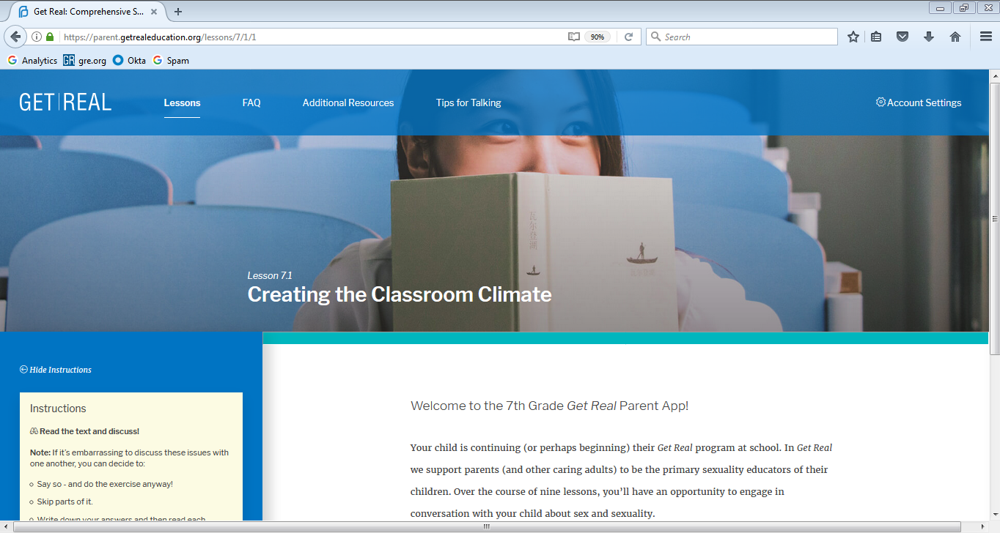 Get Real: Comprehensive S...
https://parent.getrealeducation.org/lessons/7/1/1
90%
Search
Analytics
gre.org
Okta
Spam
GET REAL
Lessons
FAQ
Additional Resources
Tips for Talking
Account Settings
瓦尔登湖
Lesson 7.1
Creating the Classroom Climate
Hide Instructions
Instructions
Read the text and discuss!
Note: If it's embarrassing to discuss these issues with
one another, you can decide to:
Say so - and do the exercise anyway!
Skip parts of it.
Write down your answers and then read each
Welcome to the 7th Grade Get Real Parent App!
Your child is continuing (or perhaps beginning) their Get Real program at school. In Get Real
we support parents (and other caring adults) to be the primary sexuality educators of their
children. Over the course of nine lessons, you'll have an opportunity to engage in
conversation with your child about sex and sexuality.